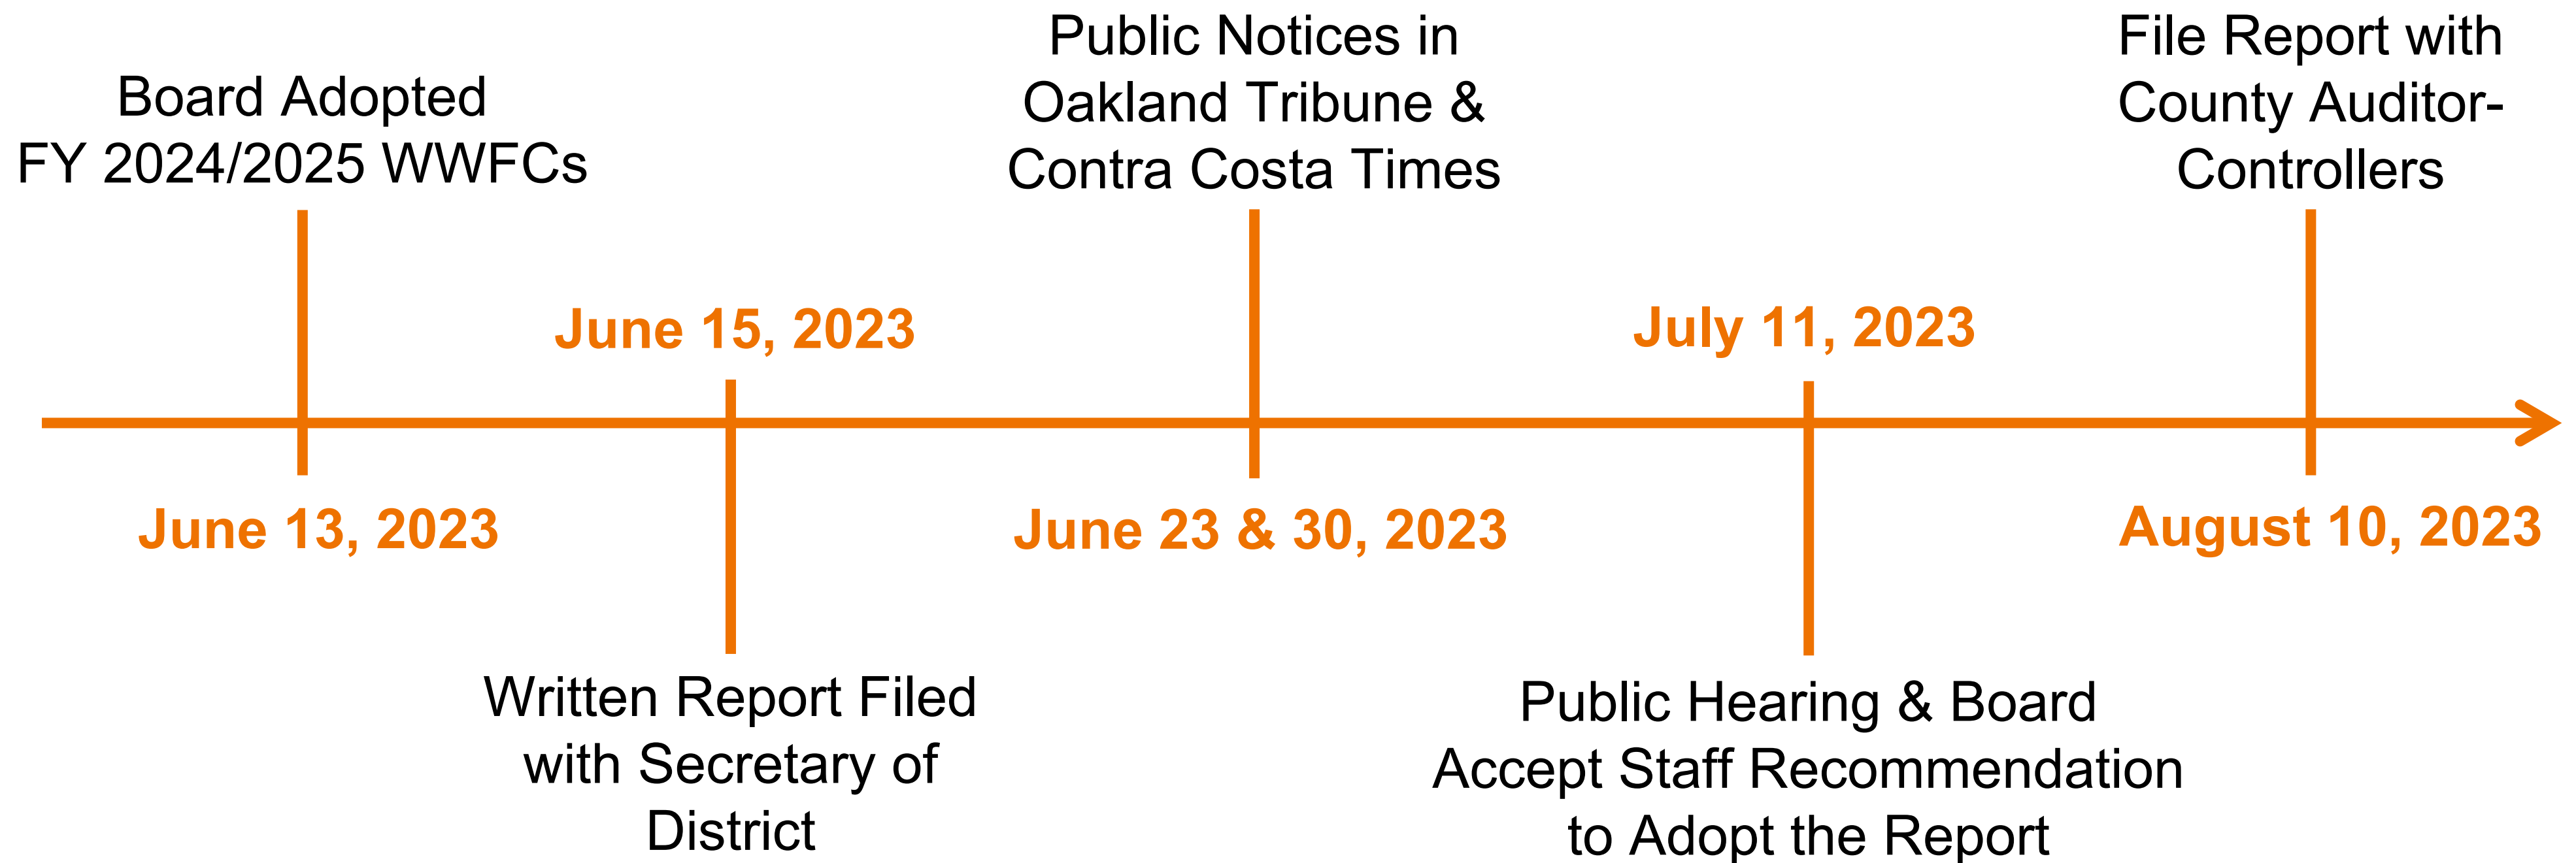 Board Adopted
FY 2024/2025 WWFCs
June 13, 2023
June 15, 2023
Written Report Filed
with Secretary of
District
Public Notices in
Oakland Tribune &
Contra Costa Times
June 23 & 30, 2023
July 11, 2023
Public Hearing & Board
Accept Staff Recommendation
to Adopt the Report
File Report with
County Auditor-
Controllers
August 10, 2023